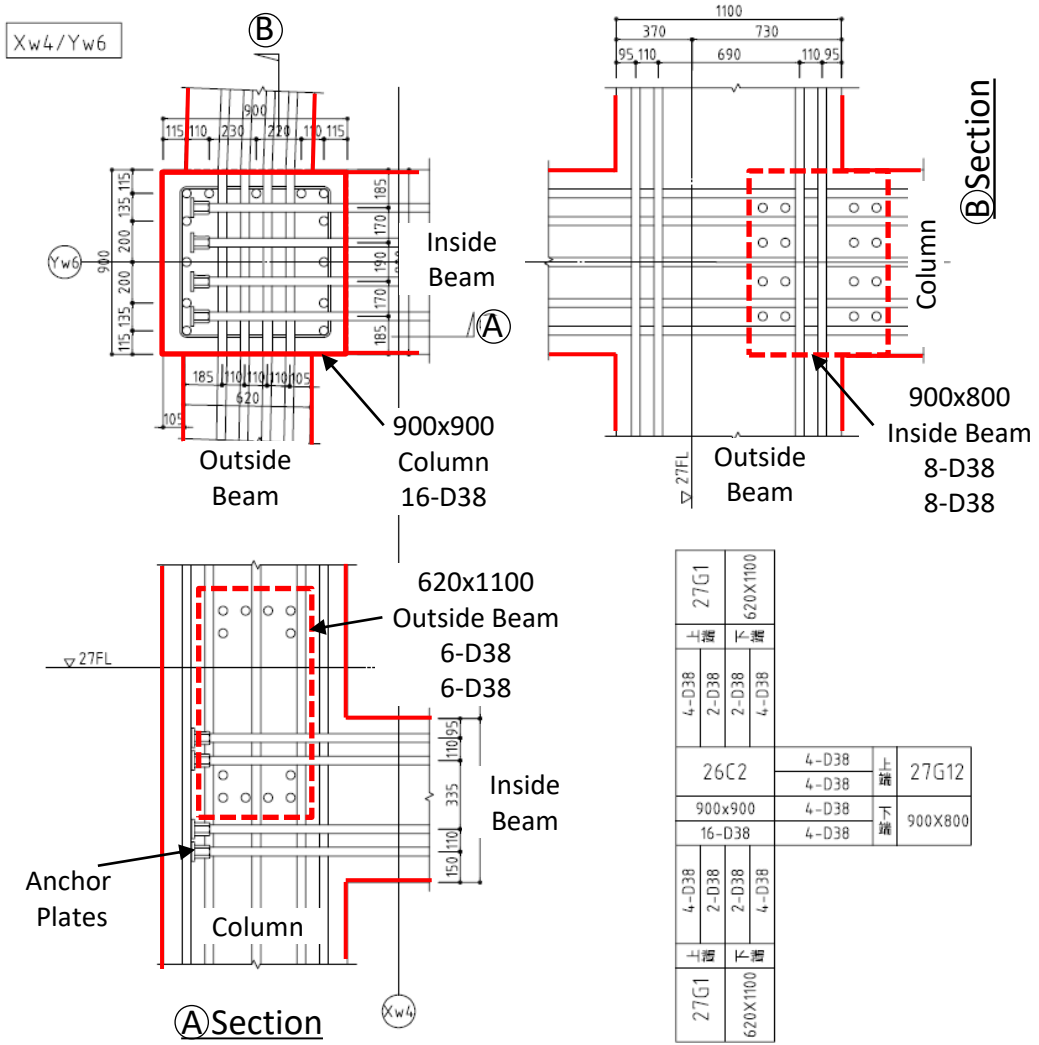 Xw4/Yw6
B
900
115 110 230 220 110 115
115
135
200
200
135
115
900
Yw6
185
170
190
170
185
Inside
Beam
A
185 110 110 110 105
620
105
Outside
Beam
900x900
Column
16-D38
1100
370 730
95 110 690 110 95
B Section
Column
27FL
Outside
Beam
900x800
Inside Beam
8-D38
8-D38
27FL
620x1100
Outside Beam
6-D38
6-D38
95
110
335
110
150
Inside
Beam
Anchor
Plates
Column
Xw4
A Section
27G1 620X1100
上端 下端
4-D38 2-D38 2-D38 4-D38
26C2 4-D38 上端 27G12
4-D38
900x900 4-D38 下端 900X800
16-D38 4-D38
4-D38 2-D38 2-D38 4-D38
上端 下端
27G1 620X1100